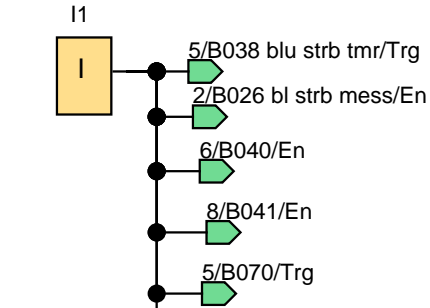 I1
I
5/B038 blu strb tmr/Trg
2/B026 bl strb mess/En
6/B040/En
8/B041/En
5/B070/Trg